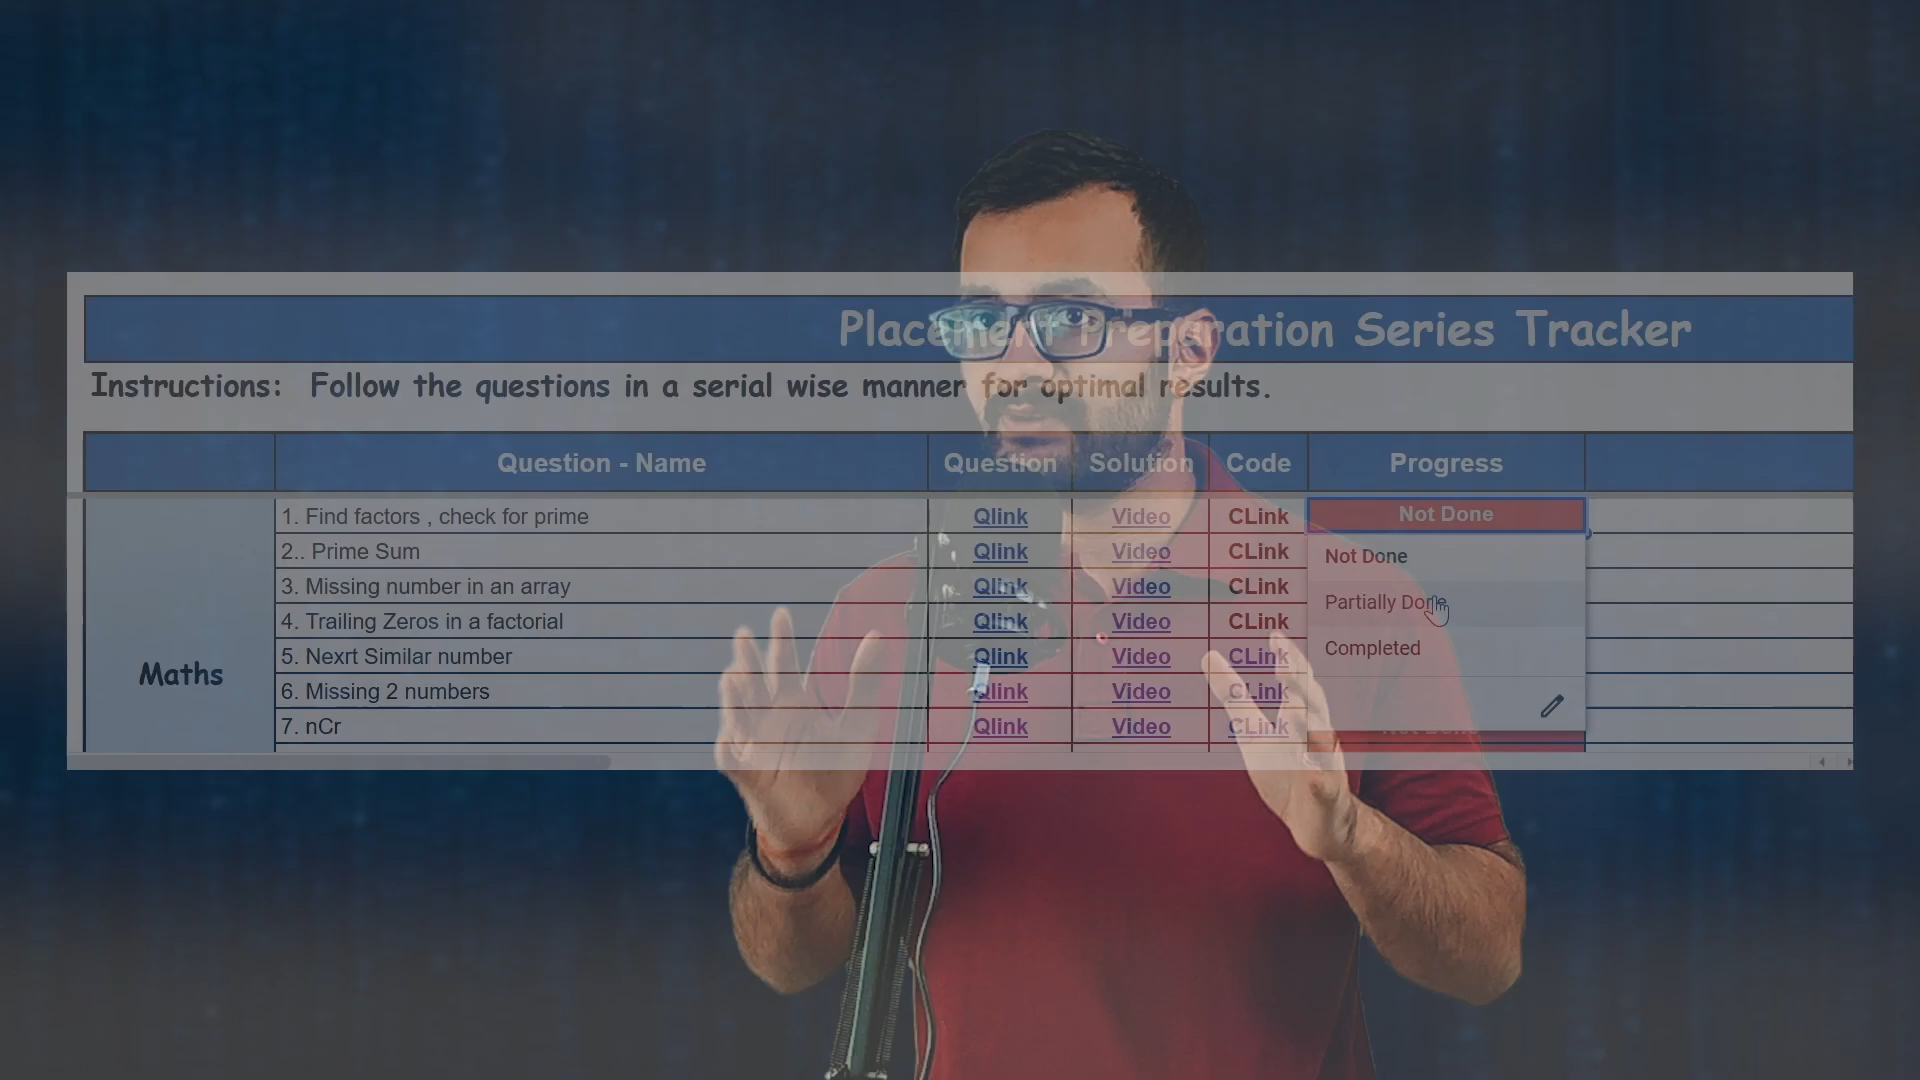 Placement Preparation Series Tracker
Instructions: Follow the questions in a serial wise manner for optimal results.
Question - Name Question Solution Code Progress
1. Find factors , check for prime Qlink Video CLink Not Done
2.. Prime Sum Qlink Video CLink Not Done
3. Missing number in an array Qlink Video CLink Partially Done
4. Trailing Zeros in a factorial Qlink Video CLink
5. Nexrt Similar number Qlink Video CLink Completed
Maths
6. Missing 2 numbers Qlink Video CLink
7. nCr Qlink Video CLink Not Done